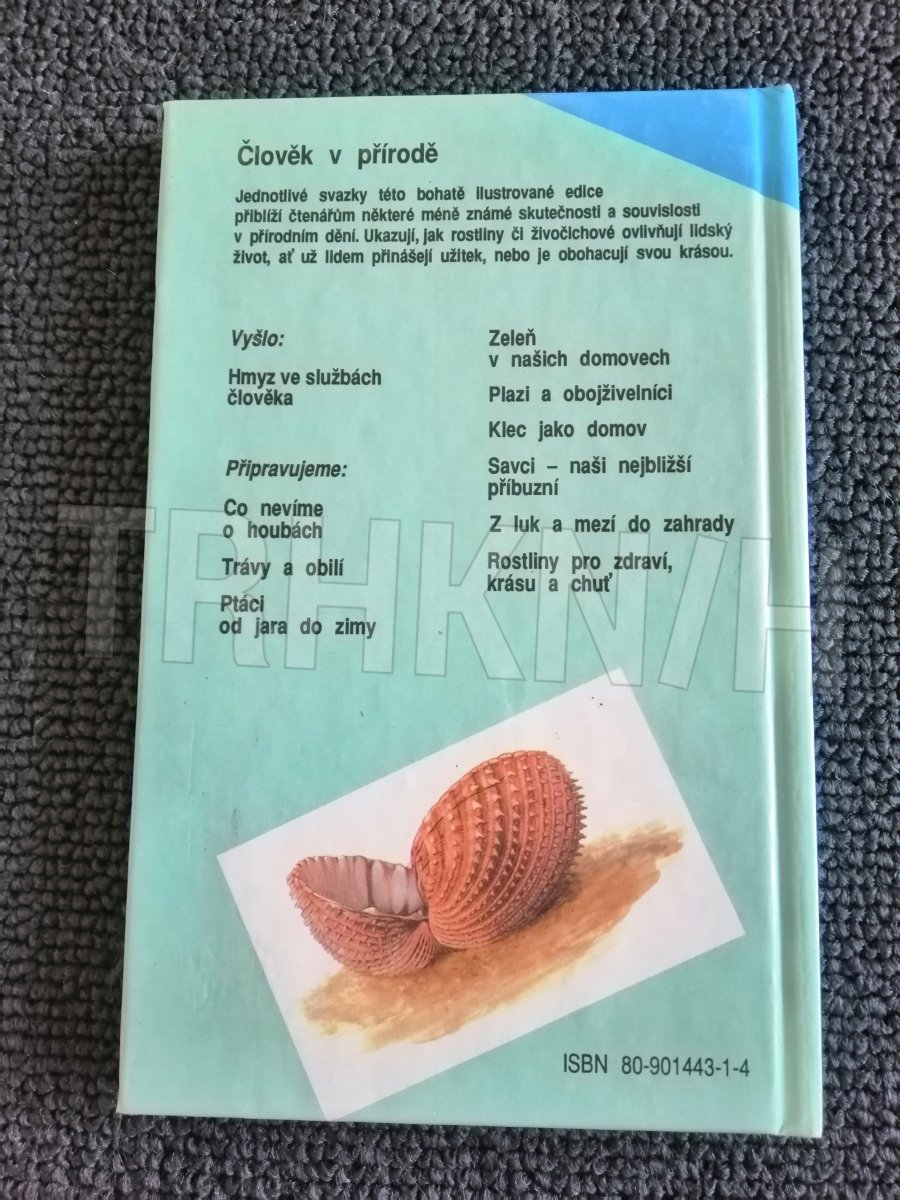 Člověk v přírodě
Jednotlivé svazky této bohatě ilustrované edice
přiblíží čtenářům některé méně známé skutečnosti a souvislosti
v přírodním dění. Ukazují, jak rostliny či živočichové ovlivňují lidský
život, ať už lidem přinášejí užitek, nebo je obohacují svou krásou.
Vyšlo:
Hmyz ve službách
člověka
Připravujeme:
Co nevíme
o houbách
Trávy a obilí
Ptáci
od jara do zimy
Zeleň
v našich domovech
Plazi a obojživelníci
Klec jako domov
Savci – naši nejbližší
příbuzní
Z luk a mezí do zahrady
Rostliny pro zdraví,
krásu a chuť
TRHKN/H
ISBN 80-901443-1-4